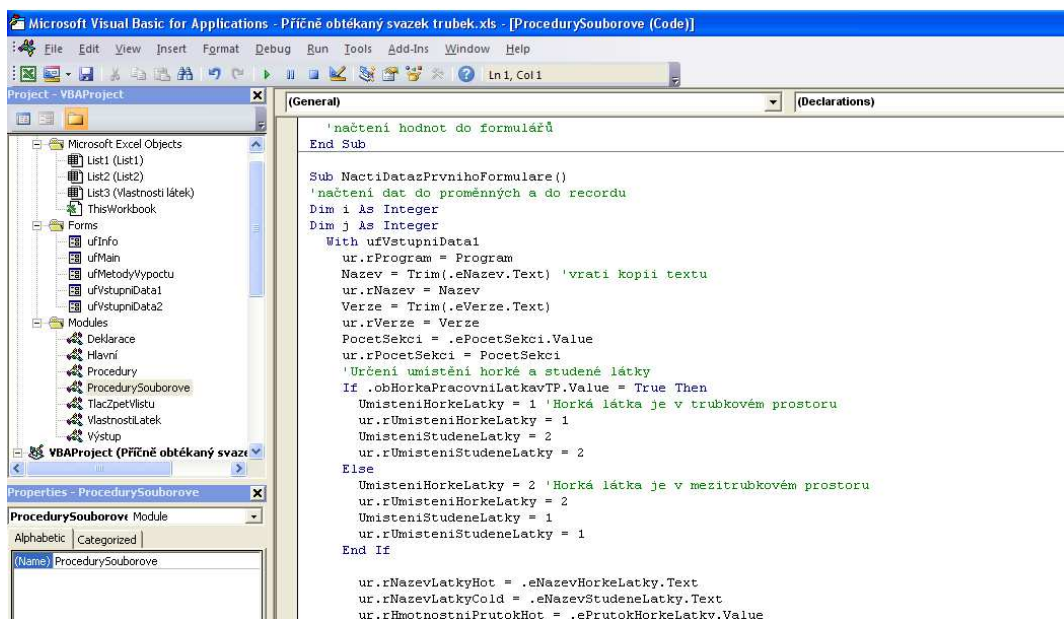 Microsoft Visual Basic for Applications - Příčně obtékaný svazek trubek.xls - [ProcedurySouborove (Code)]
File Edit View Insert Format Debug Run Tools Add-Ins Window Help
Ln 1, Col 1
Project - VBAProject
(General)
(Declarations)
Microsoft Excel Objects
List1 (List1)
List2 (List2)
List3 (Vlastnosti látek)
ThisWorkbook
Forms
ufInfo
ufMain
ufMetodyVypoctu
ufVstupniData1
ufVstupniData2
Modules
Deklarace
Hlavní
Procedury
ProcedurySouborove
TlacZpetVlistu
VlastnostiLatek
Výstup
VBAProject (Příčně obtékaný svaze
Properties - ProcedurySouborove
ProcedurySouborove Module
Alphabetic Categorized
(Name) ProcedurySouborove
'načtení hodnot do formulářů
End Sub
Sub NactiDatazPrvnihoFormulare()
'načtení dat do proměnných a do recordu
Dim i As Integer
Dim j As Integer
With ufVstupniData1
ur.rProgram = Program
Nazev = Trim(.eNazev.Text) 'vrati kopii textu
ur.rNazev = Nazev
Verze = Trim(.eVerze.Text)
ur.rVerze = Verze
PocetSekci = .ePocetSekci.Value
ur.rPocetSekci = PocetSekci
'Určení umístění horké a studené látky
If .obHorkaPracovniLatkavTP.Value = True Then
UmisteniHorkeLatky = 1 'Horká látka je v trubkovém prostoru
ur.rUmisteniHorkeLatky = 1
UmisteniStudeneLatky = 2
ur.rUmisteniStudeneLatky = 2
Else
UmisteniHorkeLatky = 2 'Horká látka je v mezitrubkovém prostoru
ur.rUmisteniHorkeLatky = 2
UmisteniStudeneLatky = 1
ur.rUmisteniStudeneLatky = 1
End If
ur.rNazevLatkyHot = .eNazevHorkeLatky.Text
ur.rNazevLatkyCold = .eNazevStudeneLatky.Text
ur.rHmotnostniPrutokHot = .ePrutokHorkeLatky.Value